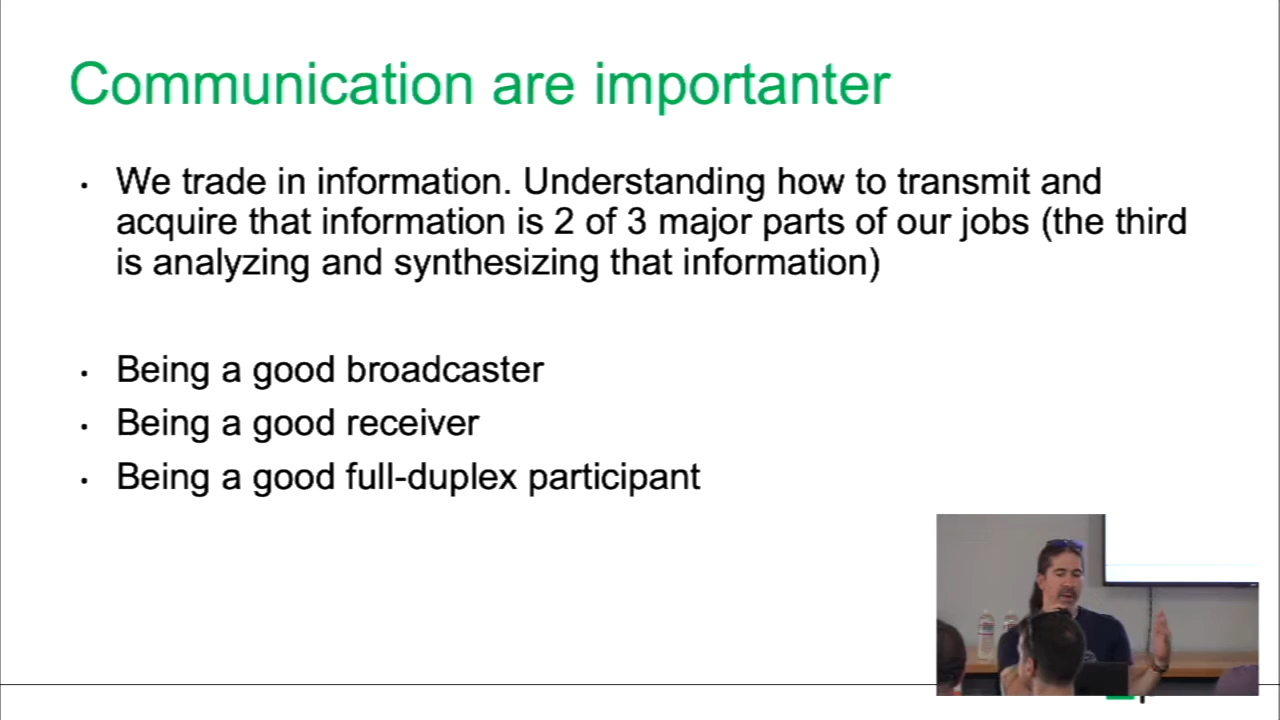 Communication are importanter
We trade in information. Understanding how to transmit and
acquire that information is 2 of 3 major parts of our jobs (the third
is analyzing and synthesizing that information)
Being a good broadcaster
Being a good receiver
Being a good full-duplex participant